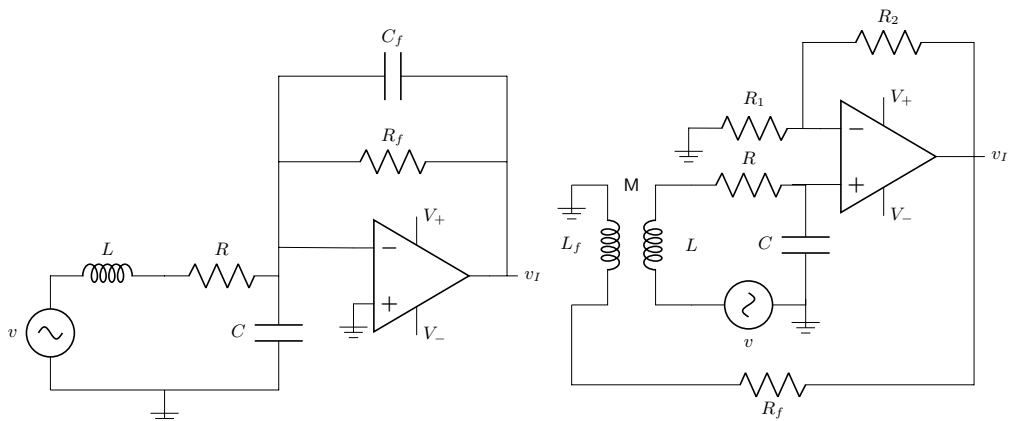 C_f
R_f
V_+
L
R
−
v_I
+
v
C
V_−
R_2
R_1
V_+
−
R
v_I
M
+
V_−
L_f
L
C
v
R_f